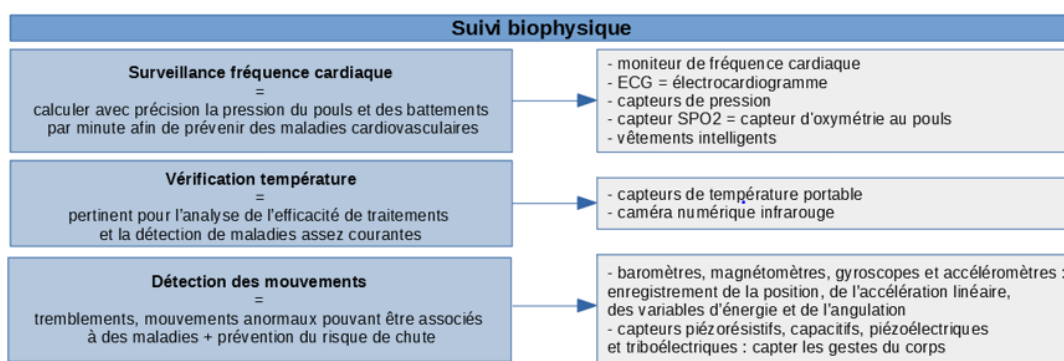 Suivi biophysique
Surveillance fréquence cardiaque
=
calculer avec précision la pression du pouls et des battements
par minute afin de prévenir des maladies cardiovasculaires
- moniteur de fréquence cardiaque
- ECG = électrocardiogramme
- capteurs de pression
- capteur SPO2 = capteur d'oxymétrie au pouls
- vêtements intelligents
Vérification température
=
pertinent pour l'analyse de l'efficacité de traitements
et la détection de maladies assez courantes
- capteurs de température portable
- caméra numérique infrarouge
Détection des mouvements
=
tremblements, mouvements anormaux pouvant être associés
à des maladies + prévention du risque de chute
- baromètres, magnétomètres, gyroscopes et accéléromètres :
enregistrement de la position, de l'accélération linéaire,
des variables d'énergie et de l'angulation
- capteurs piézorésistifs, capacitifs, piézoélectriques
et triboélectriques : capter les gestes du corps